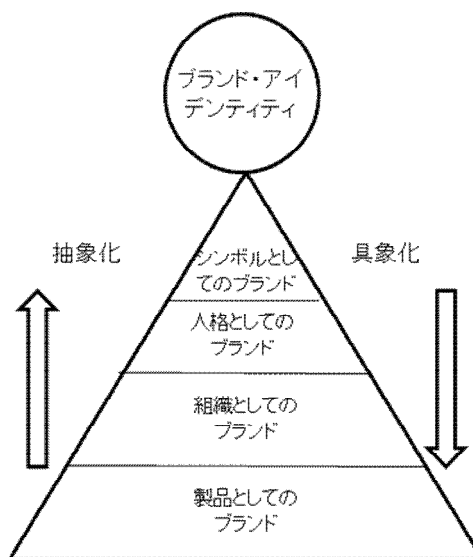 ブランド・アイ
デンティティ
抽象化
具象化
シンボルとし
てのブランド
人格としての
ブランド
組織としての
ブランド
製品としての
ブランド